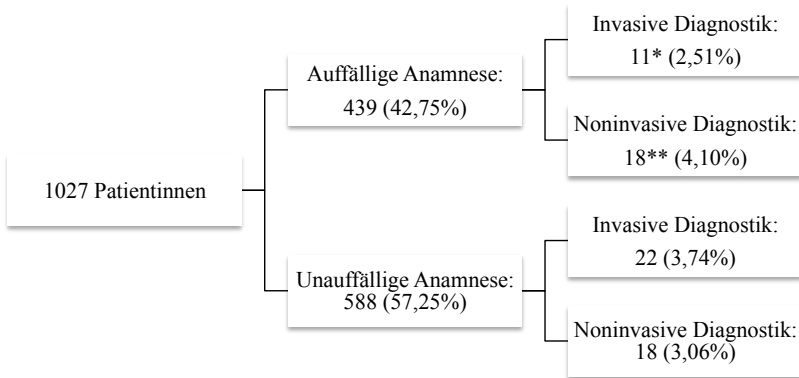 1027 Patientinnen
Auffällige Anamnese:
439 (42,75%)
Invasive Diagnostik:
11* (2,51%)
Noninvasive Diagnostik:
18** (4,10%)
Unauffällige Anamnese:
588 (57,25%)
Invasive Diagnostik:
22 (3,74%)
Noninvasive Diagnostik:
18 (3,06%)